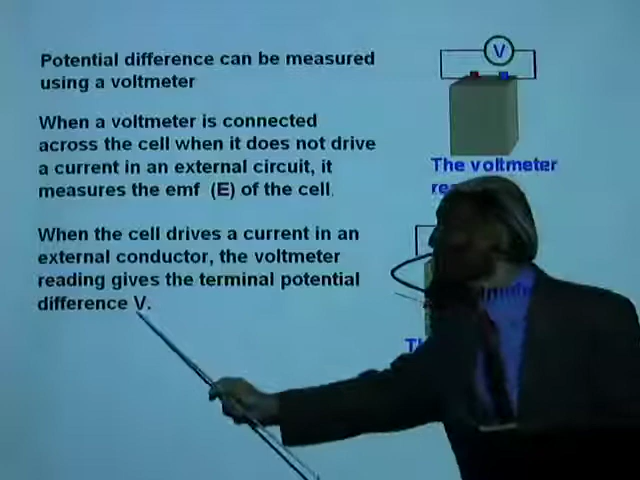 Potential difference can be measured
using a voltmeter
V
When a voltmeter is connected
across the cell when it does not drive
a current in an external circuit, it
measures the emf (E) of the cell.
The voltmeter
When the cell drives a current in an
external conductor, the voltmeter
reading gives the terminal potential
difference V.